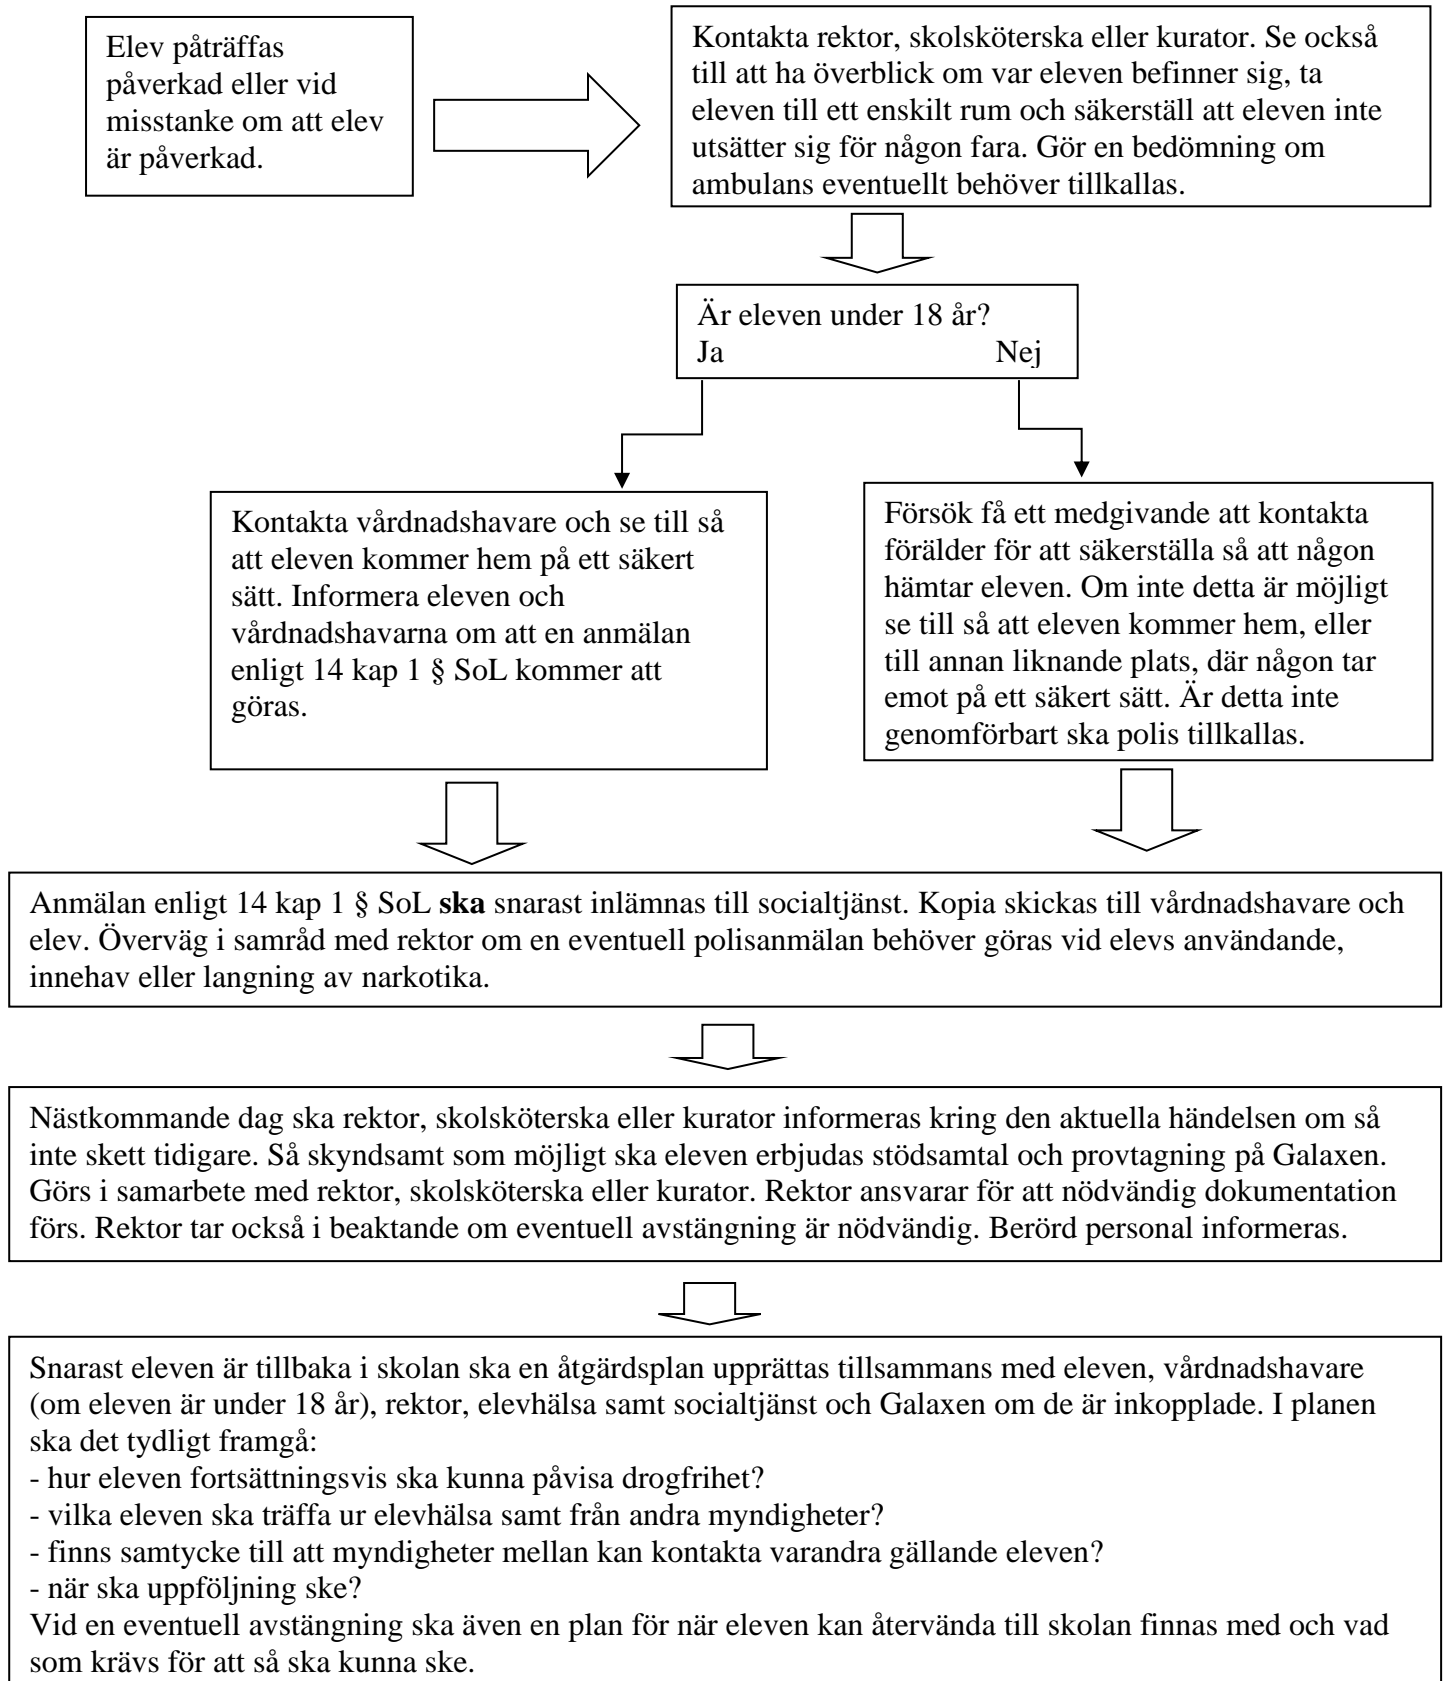 Elev påträffas
påverkad eller vid
misstanke om att elev
är påverkad.
Kontakta rektor, skolsköterska eller kurator. Se också
till att ha överblick om var eleven befinner sig, ta
eleven till ett enskilt rum och säkerställ att eleven inte
utsätter sig för någon fara. Gör en bedömning om
ambulans eventuellt behöver tillkallas.
Är eleven under 18 år?
Ja Nej
Kontakta vårdnadshavare och se till så
att eleven kommer hem på ett säkert
sätt. Informera eleven och
vårdnadshavarna om att en anmälan
enligt 14 kap 1 § SoL kommer att
göras.
Försök få ett medgivande att kontakta
förälder för att säkerställa så att någon
hämtar eleven. Om inte detta är möjligt
se till så att eleven kommer hem, eller
till annan liknande plats, där någon tar
emot på ett säkert sätt. Är detta inte
genomförbart ska polis tillkallas.
Anmälan enligt 14 kap 1 § SoL ska snarast inlämnas till socialtjänst. Kopia skickas till vårdnadshavare och
elev. Överväg i samråd med rektor om en eventuell polisanmälan behöver göras vid elevs användande,
innehav eller langning av narkotika.
Nästkommande dag ska rektor, skolsköterska eller kurator informeras kring den aktuella händelsen om så
inte skett tidigare. Så skyndsamt som möjligt ska eleven erbjudas stödsamtal och provtagning på Galaxen.
Görs i samarbete med rektor, skolsköterska eller kurator. Rektor ansvarar för att nödvändig dokumentation
förs. Rektor tar också i beaktande om eventuell avstängning är nödvändig. Berörd personal informeras.
Snarast eleven är tillbaka i skolan ska en åtgärdsplan upprättas tillsammans med eleven, vårdnadshavare
(om eleven är under 18 år), rektor, elevhälsa samt socialtjänst och Galaxen om de är inkopplade. I planen
ska det tydligt framgå:
- hur eleven fortsättningsvis ska kunna påvisa drogfrihet?
- vilka eleven ska träffa ur elevhälsa samt från andra myndigheter?
- finns samtycke till att myndigheter mellan kan kontakta varandra gällande eleven?
- när ska uppföljning ske?
Vid en eventuell avstängning ska även en plan för när eleven kan återvända till skolan finnas med och vad
som krävs för att så ska kunna ske.